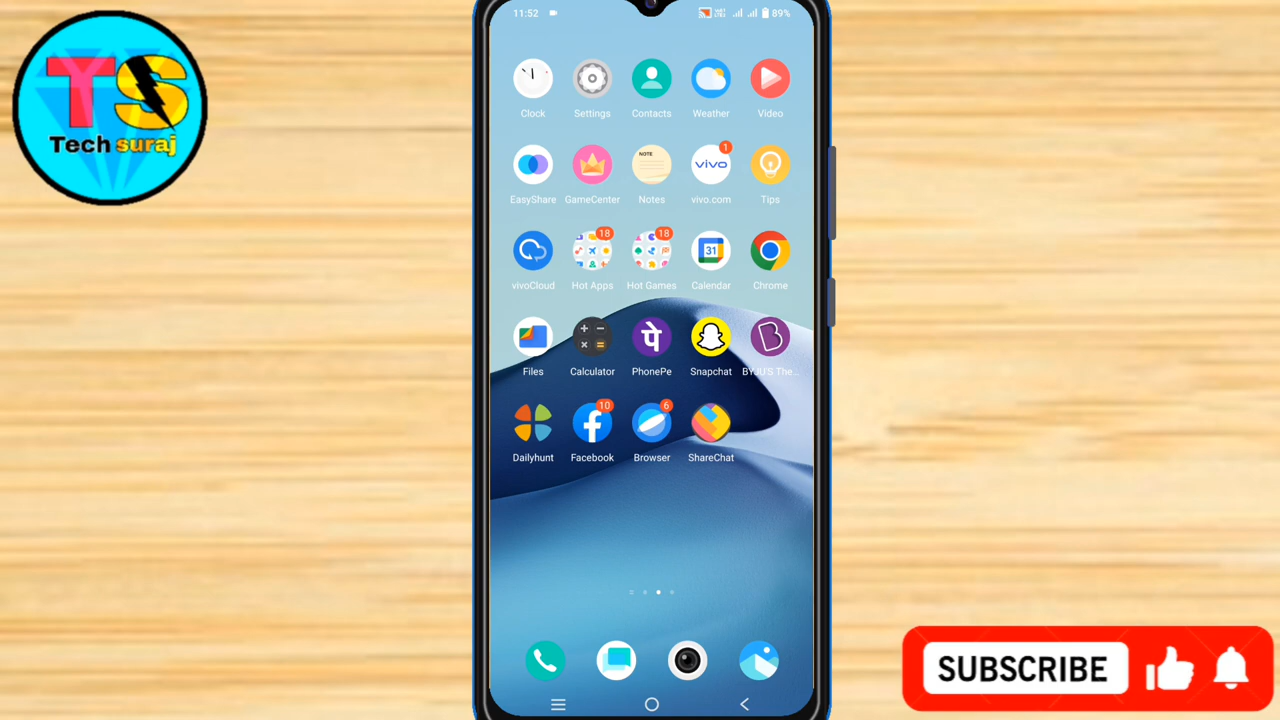 11:52
89%
TS
Tech suraj
Clock
Settings
Contacts
Weather
Video
NOTE
vivo
1
EasyShare
GameCenter
Notes
vivo.com
Tips
18
18
31
vivoCloud
Hot Apps
Hot Games
Calendar
Chrome
पे
B
Files
Calculator
PhonePe
Snapchat
BYJU'S The...
10
6
Dailyhunt
Facebook
Browser
ShareChat
SUBSCRIBE